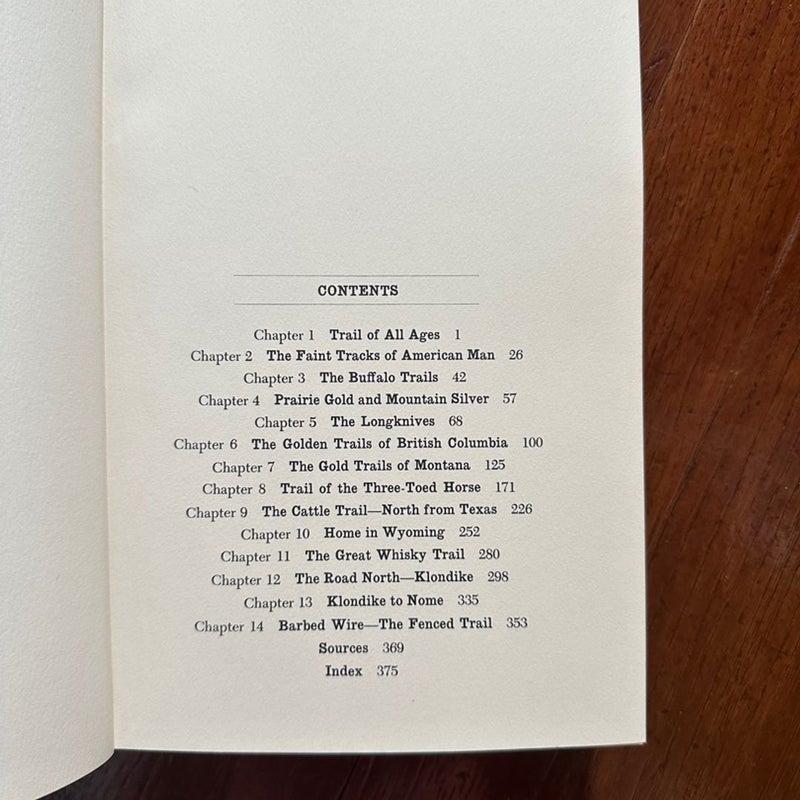 CONTENTS
Chapter 1 Trail of All Ages 1
Chapter 2 The Faint Tracks of American Man 26
Chapter 3 The Buffalo Trails 42
Chapter 4 Prairie Gold and Mountain Silver 57
Chapter 5 The Longknives 68
Chapter 6 The Golden Trails of British Columbia 100
Chapter 7 The Gold Trails of Montana 125
Chapter 8 Trail of the Three-Toed Horse 171
Chapter 9 The Cattle Trail—North from Texas 226
Chapter 10 Home in Wyoming 252
Chapter 11 The Great Whisky Trail 280
Chapter 12 The Road North—Klondike 298
Chapter 13 Klondike to Nome 335
Chapter 14 Barbed Wire—The Fenced Trail 353
Sources 369
Index 375